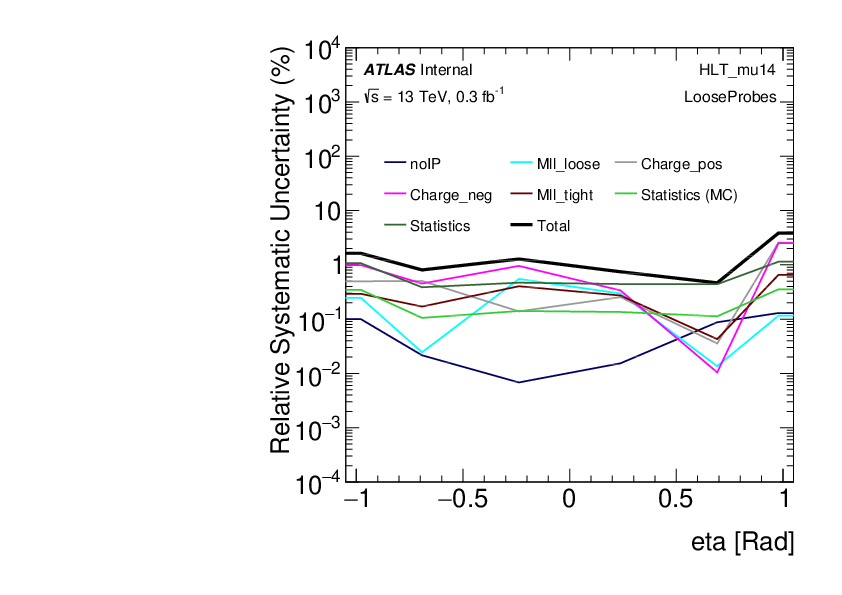 10⁴
ATLAS Internal HLT_mu14
√s = 13 TeV, 0.3 fb⁻¹ LooseProbes
10³
10²
noIP Mll_loose Charge_pos
Charge_neg Mll_tight Statistics (MC)
10
Statistics Total
1
10⁻¹
10⁻²
10⁻³
10⁻⁴
Relative Systematic Uncertainty (%)
−1 −0.5 0 0.5 1
eta [Rad]